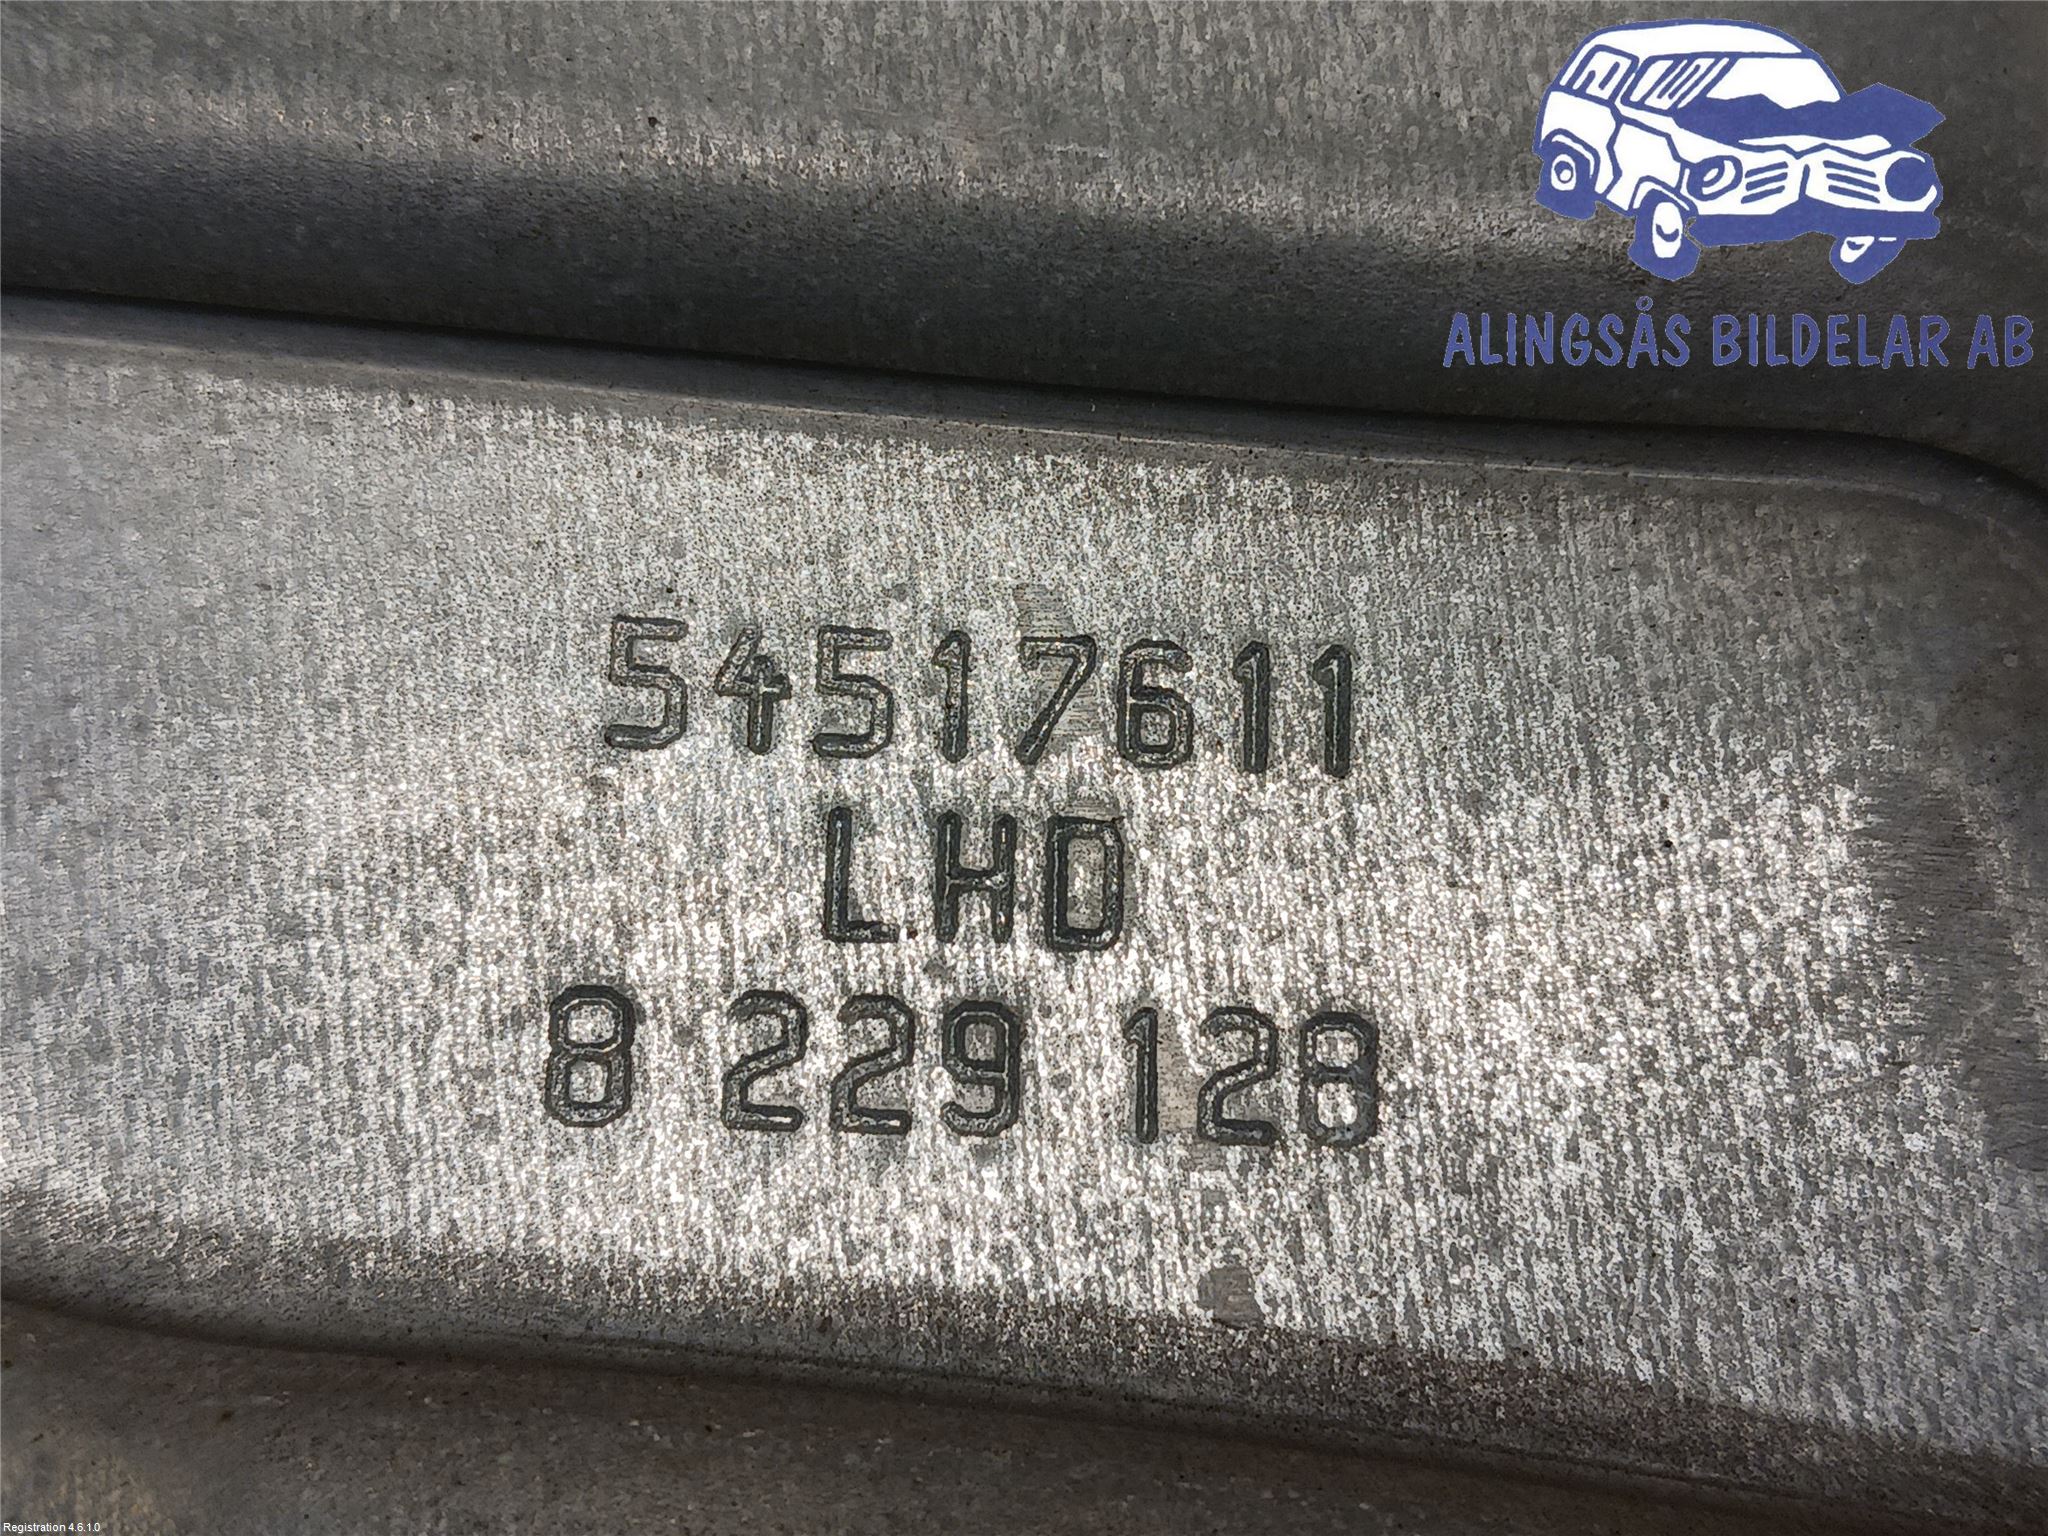 ALINGSÅS BILDELAR AB
54517611
LHD
8 229 128
Registration 4.6.1.0